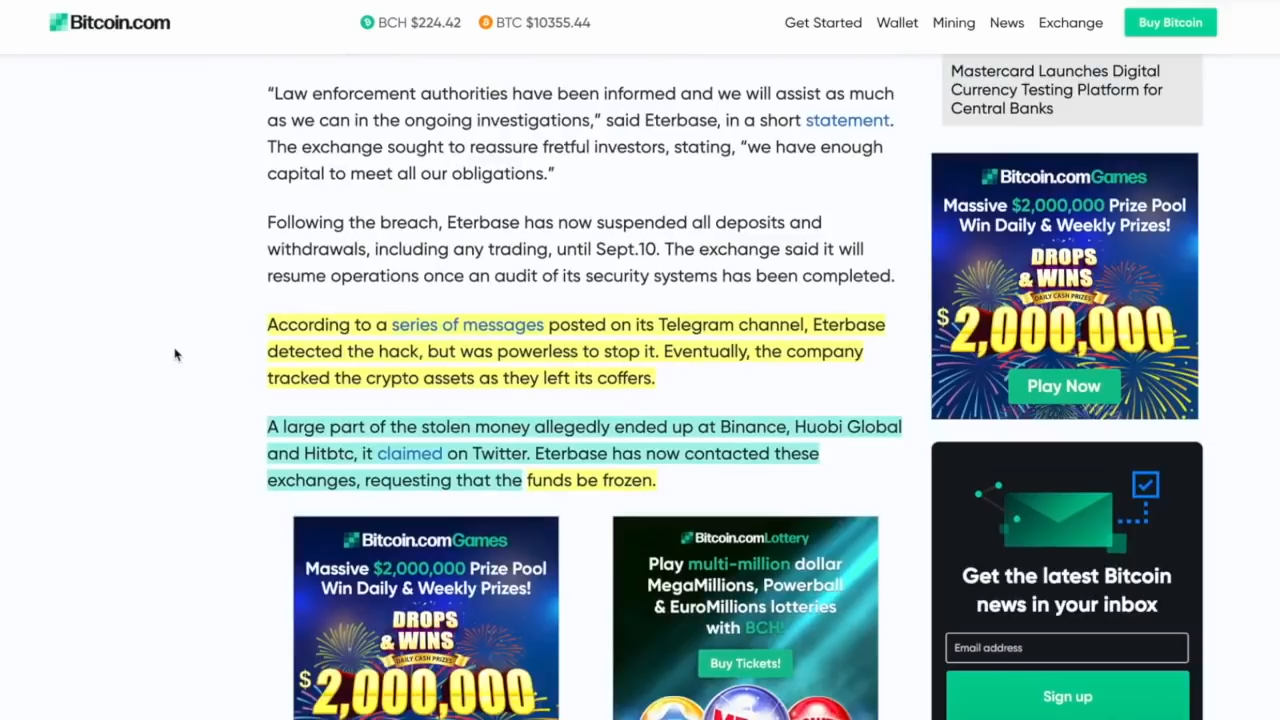 Bitcoin.com
BCH $224.42 BTC $10355.44
Get Started Wallet Mining News Exchange Buy Bitcoin
“Law enforcement authorities have been informed and we will assist as much
as we can in the ongoing investigations,” said Eterbase, in a short statement.
The exchange sought to reassure fretful investors, stating, “we have enough
capital to meet all our obligations.”
Following the breach, Eterbase has now suspended all deposits and
withdrawals, including any trading, until Sept.10. The exchange said it will
resume operations once an audit of its security systems has been completed.
According to a series of messages posted on its Telegram channel, Eterbase
detected the hack, but was powerless to stop it. Eventually, the company
tracked the crypto assets as they left its coffers.
A large part of the stolen money allegedly ended up at Binance, Huobi Global
and Hitbtc, it claimed on Twitter. Eterbase has now contacted these
exchanges, requesting that the funds be frozen.
Bitcoin.comGames
Massive $2,000,000 Prize Pool
Win Daily & Weekly Prizes!
DROPS
& WINS
DAILY CASH PRIZES
$2,000,000
Bitcoin.comLottery
Play multi-million dollar
MegaMillions, Powerball
& EuroMillions lotteries
with BCH!
Buy Tickets!
Mastercard Launches Digital
Currency Testing Platform for
Central Banks
Bitcoin.comGames
Massive $2,000,000 Prize Pool
Win Daily & Weekly Prizes!
DROPS
& WINS
DAILY CASH PRIZES
$2,000,000
Play Now
Get the latest Bitcoin
news in your inbox
Email address
Sign up